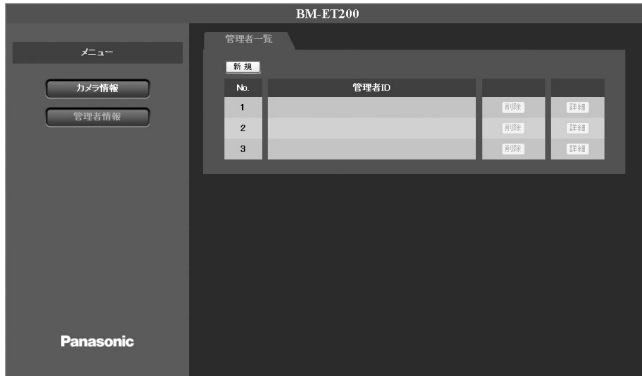 BM-ET200
メニュー
カメラ情報
管理者情報
管理者一覧
新規
No. 管理者ID
1 削除 詳細
2 削除 詳細
3 削除 詳細
Panasonic